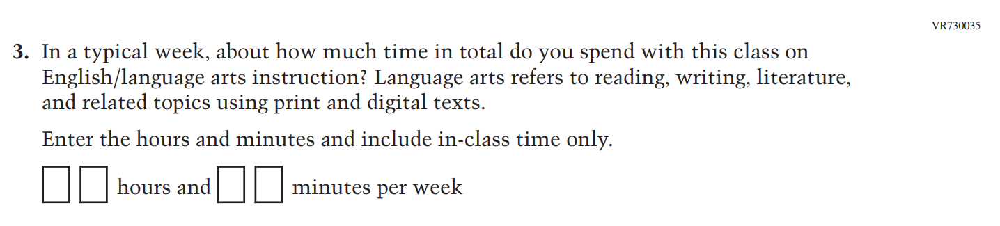 VR730035
3. In a typical week, about how much time in total do you spend with this class on
English/language arts instruction? Language arts refers to reading, writing, literature,
and related topics using print and digital texts.
Enter the hours and minutes and include in-class time only.
hours and minutes per week